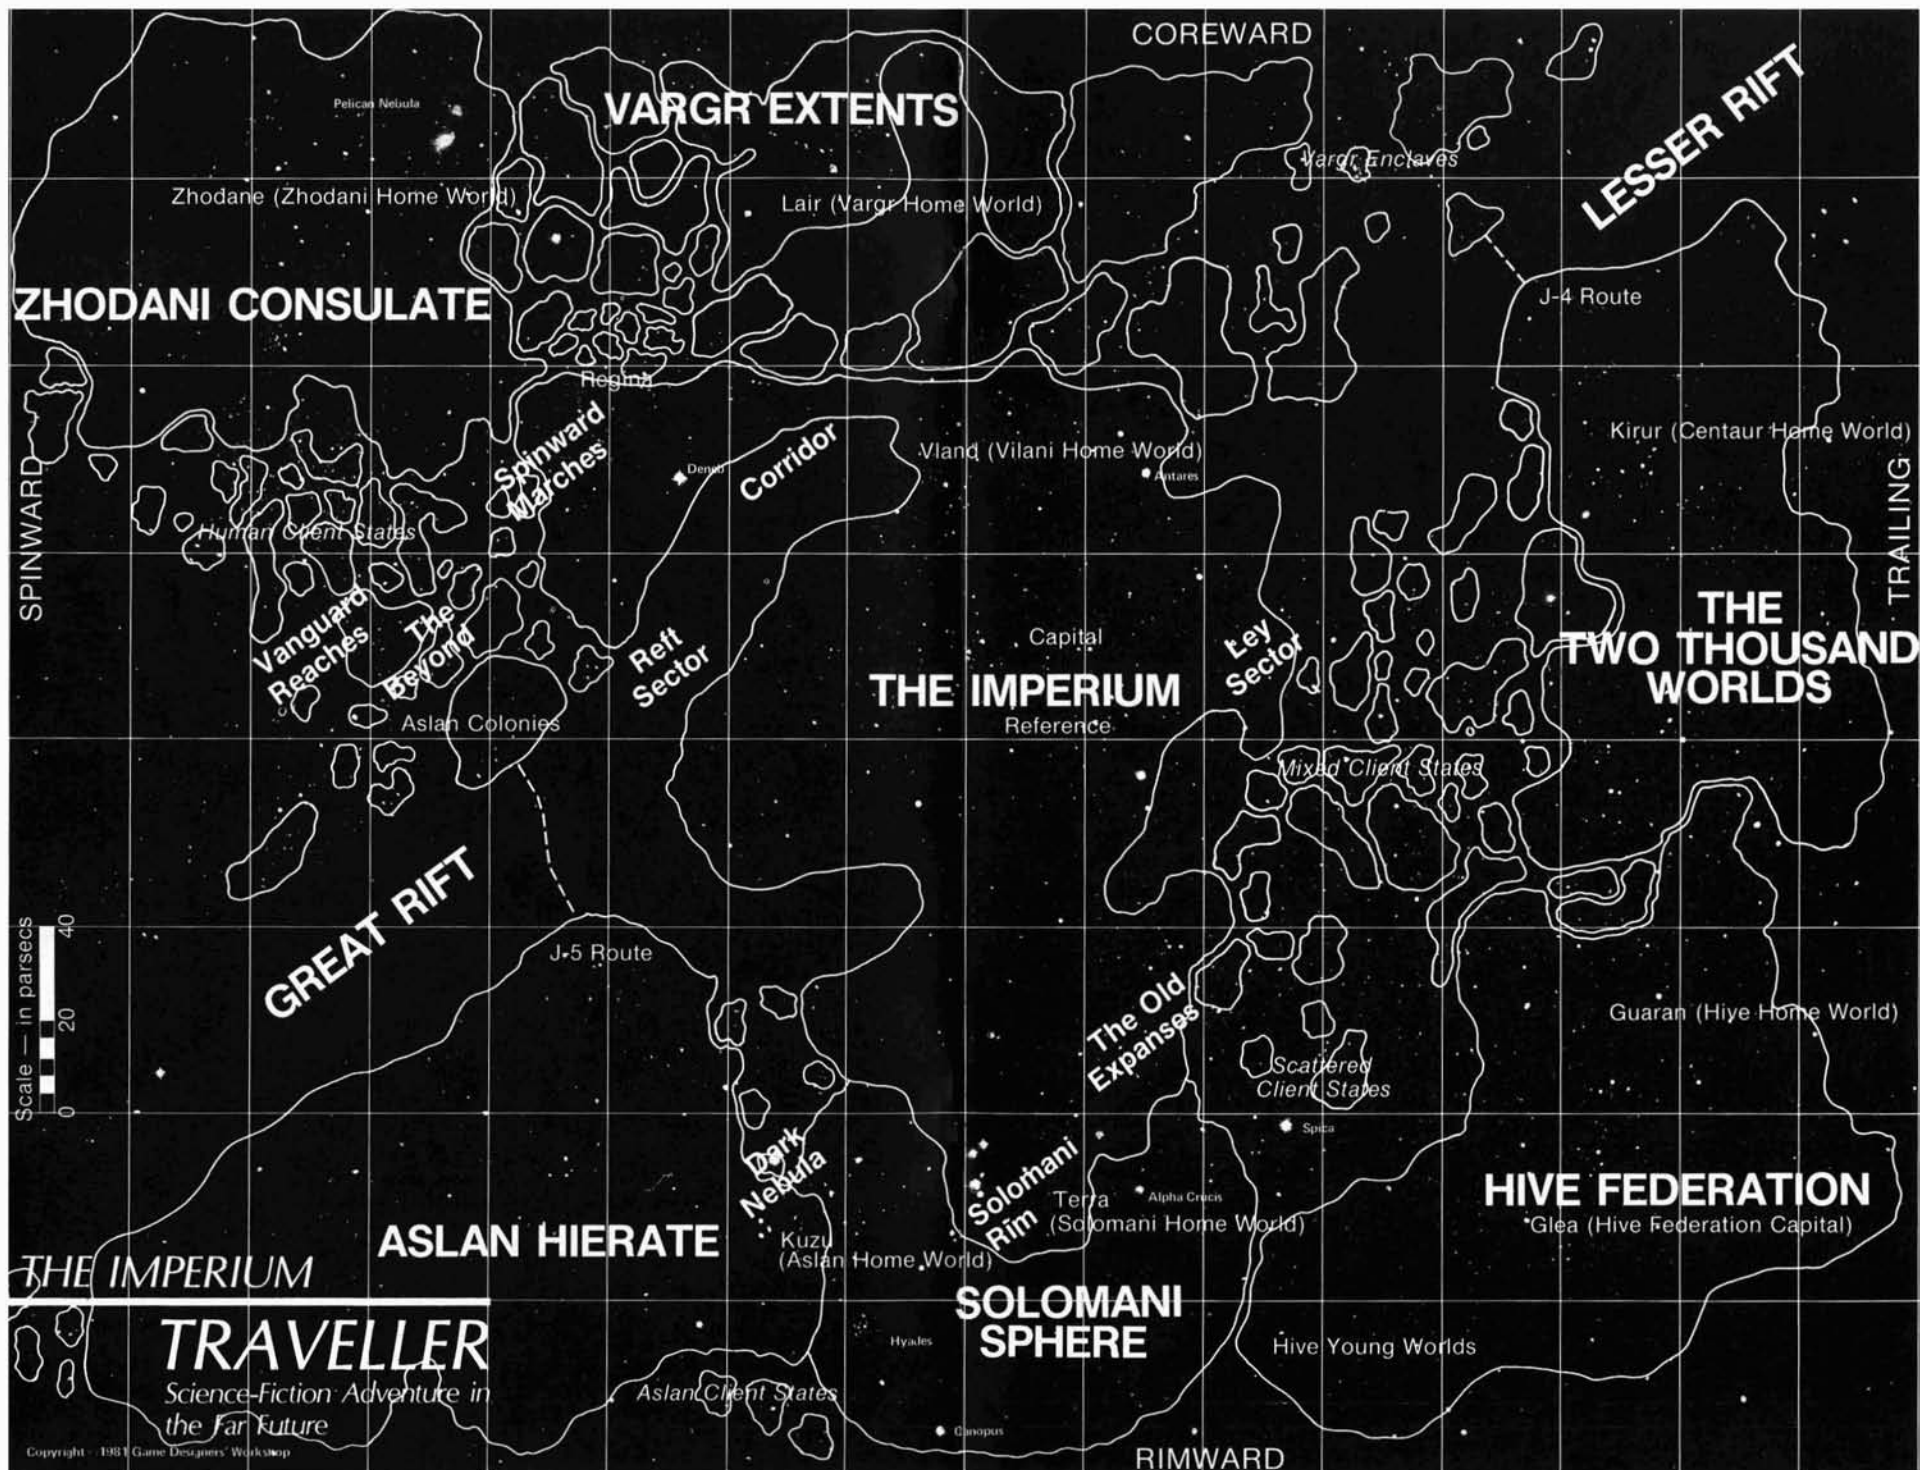 COREWARD
LESSER RIFT
Pelican Nebula
VARGR EXTENTS
Vargr Enclaves
Zhodane (Zhodani Home World)
Lair (Vargr Home World)
ZHODANI CONSULATE
J-4 Route
Regina
Spinward
Marches
Deneb
Corridor
Vland (Vilani Home World)
Antares
Kirur (Centaur Home World)
SPINWARD
TRAILING
Human Client States
Vanguard
Reaches
The
Beyond
Reft
Sector
Capital
THE IMPERIUM
Reference
Ley
Sector
THE
TWO THOUSAND
WORLDS
Aslan Colonies
Mixed Client States
GREAT RIFT
Scale — in parsecs
40
20
0
J-5 Route
The Old
Expanses
Guaran (Hiye Home World)
Scattered
Client States
Spica
Dark
Nebula
Solomani
Rim
Terra
(Solomani Home World)
Alpha Crucis
HIVE FEDERATION
Glea (Hive Federation Capital)
ASLAN HIERATE
Kuzu
(Aslan Home World)
THE IMPERIUM
TRAVELLER
Science-Fiction Adventure in
the Far Future
Copyright 1981 Game Designers' Workshop
SOLOMANI
SPHERE
Hyades
Hive Young Worlds
Aslan Client States
Canopus
RIMWARD